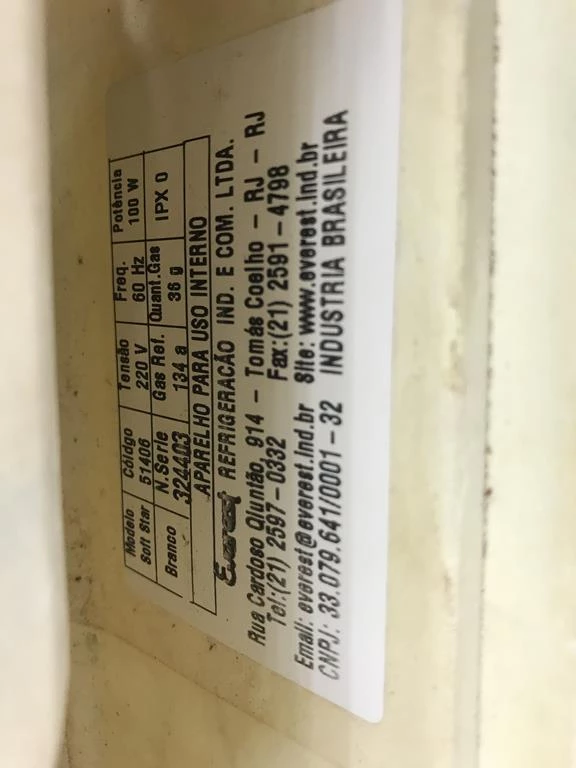 Modelo Cóidgo Tensão Freq. Potência
Soft Star 51406 220 V 60 Hz 100 W
Branco N.Serie Gas Ref. Quant.Gas IPX 0
324403 134 a 36 g
APARELHO PARA USO INTERNO
Everest REFRIGERACÃO IND. E COM. LTDA.
Rua Cardoso Qiuntão, 914 - Tomás Coelho - RJ - RJ
Tel:(21) 2597-0332 Fax:(21) 2591-4798
Email: everest@everest.ind.br Site: www.everest.ind.br
CNPJ: 33.079.641/0001-32 INDUSTRIA BRASILEIRA